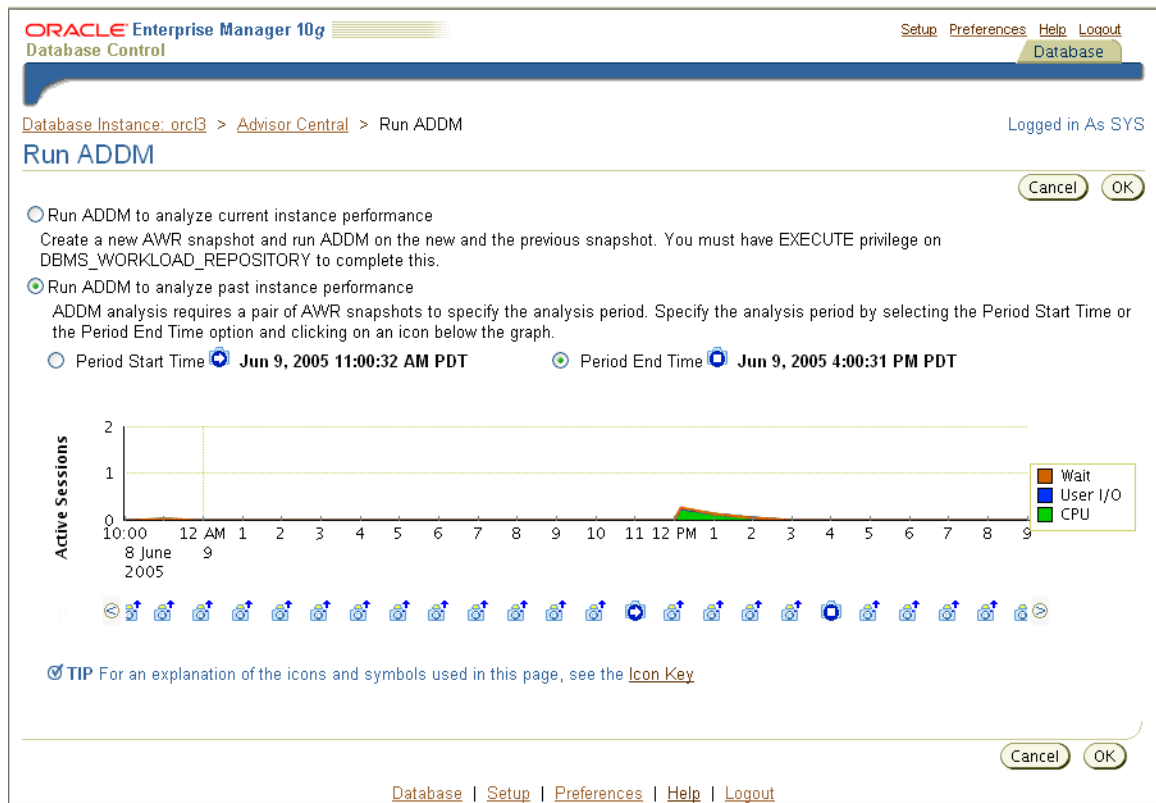 ORACLE Enterprise Manager 10g
Database Control
Setup Preferences Help Logout
Database
Database Instance: orcl3 > Advisor Central > Run ADDM
Logged in As SYS
Run ADDM
Cancel OK
Run ADDM to analyze current instance performance
Create a new AWR snapshot and run ADDM on the new and the previous snapshot. You must have EXECUTE privilege on
DBMS_WORKLOAD_REPOSITORY to complete this.
Run ADDM to analyze past instance performance
ADDM analysis requires a pair of AWR snapshots to specify the analysis period. Specify the analysis period by selecting the Period Start Time or
the Period End Time option and clicking on an icon below the graph.
Period Start Time Jun 9, 2005 11:00:32 AM PDT Period End Time Jun 9, 2005 4:00:31 PM PDT
Active Sessions
2
1
0
10:00 12 AM 1 2 3 4 5 6 7 8 9 10 11 12 PM 1 2 3 4 5 6 7 8 9
8 June 9
2005
Wait
User I/O
CPU
TIP For an explanation of the icons and symbols used in this page, see the Icon Key
Cancel OK
Database | Setup | Preferences | Help | Logout